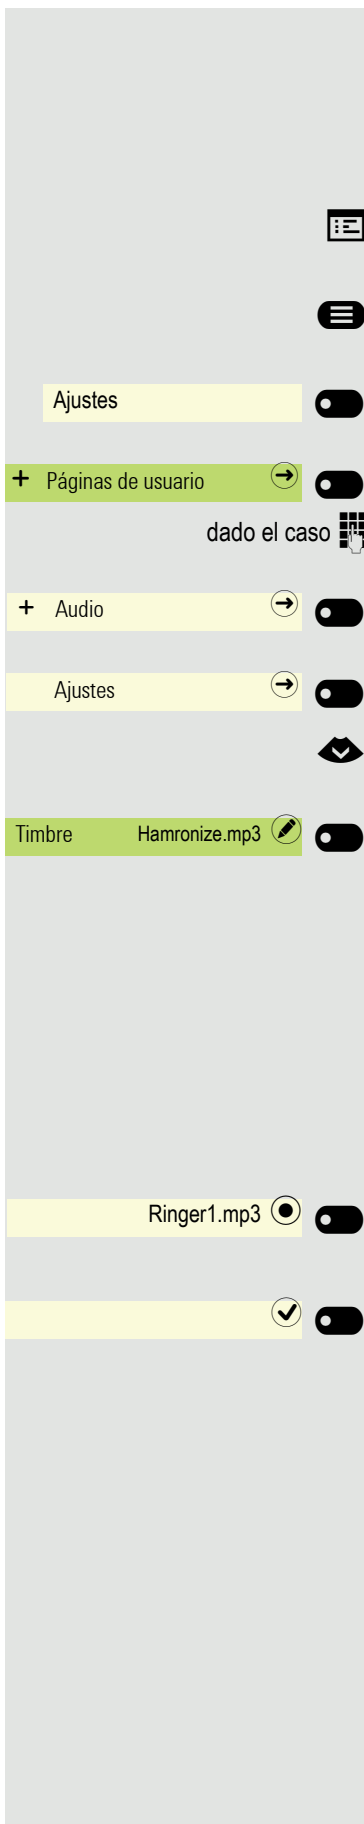 Ajustes
+ Páginas de usuario
dado el caso
+ Audio
Ajustes
Timbre Hamronize.mp3
Ringer1.mp3